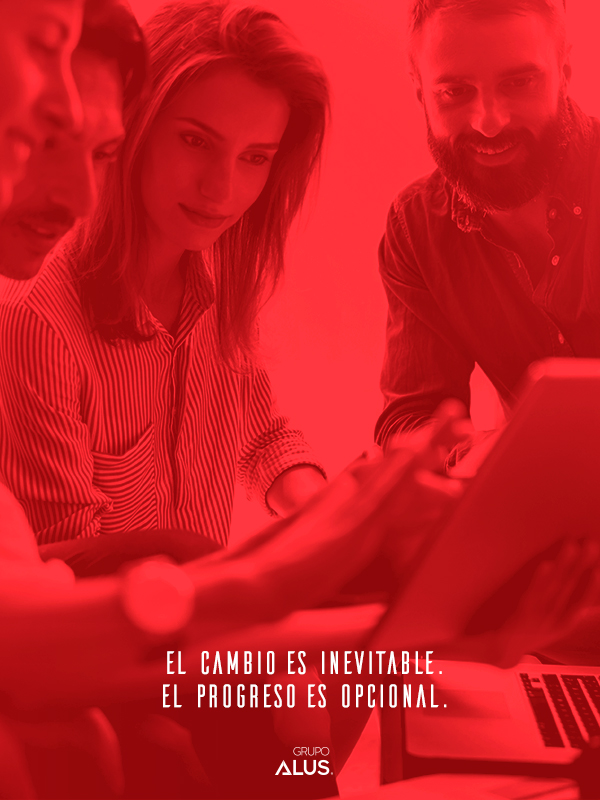 EL CAMBIO ES INEVITABLE.
EL PROGRESO ES OPCIONAL.
GRUPO
ALUS.